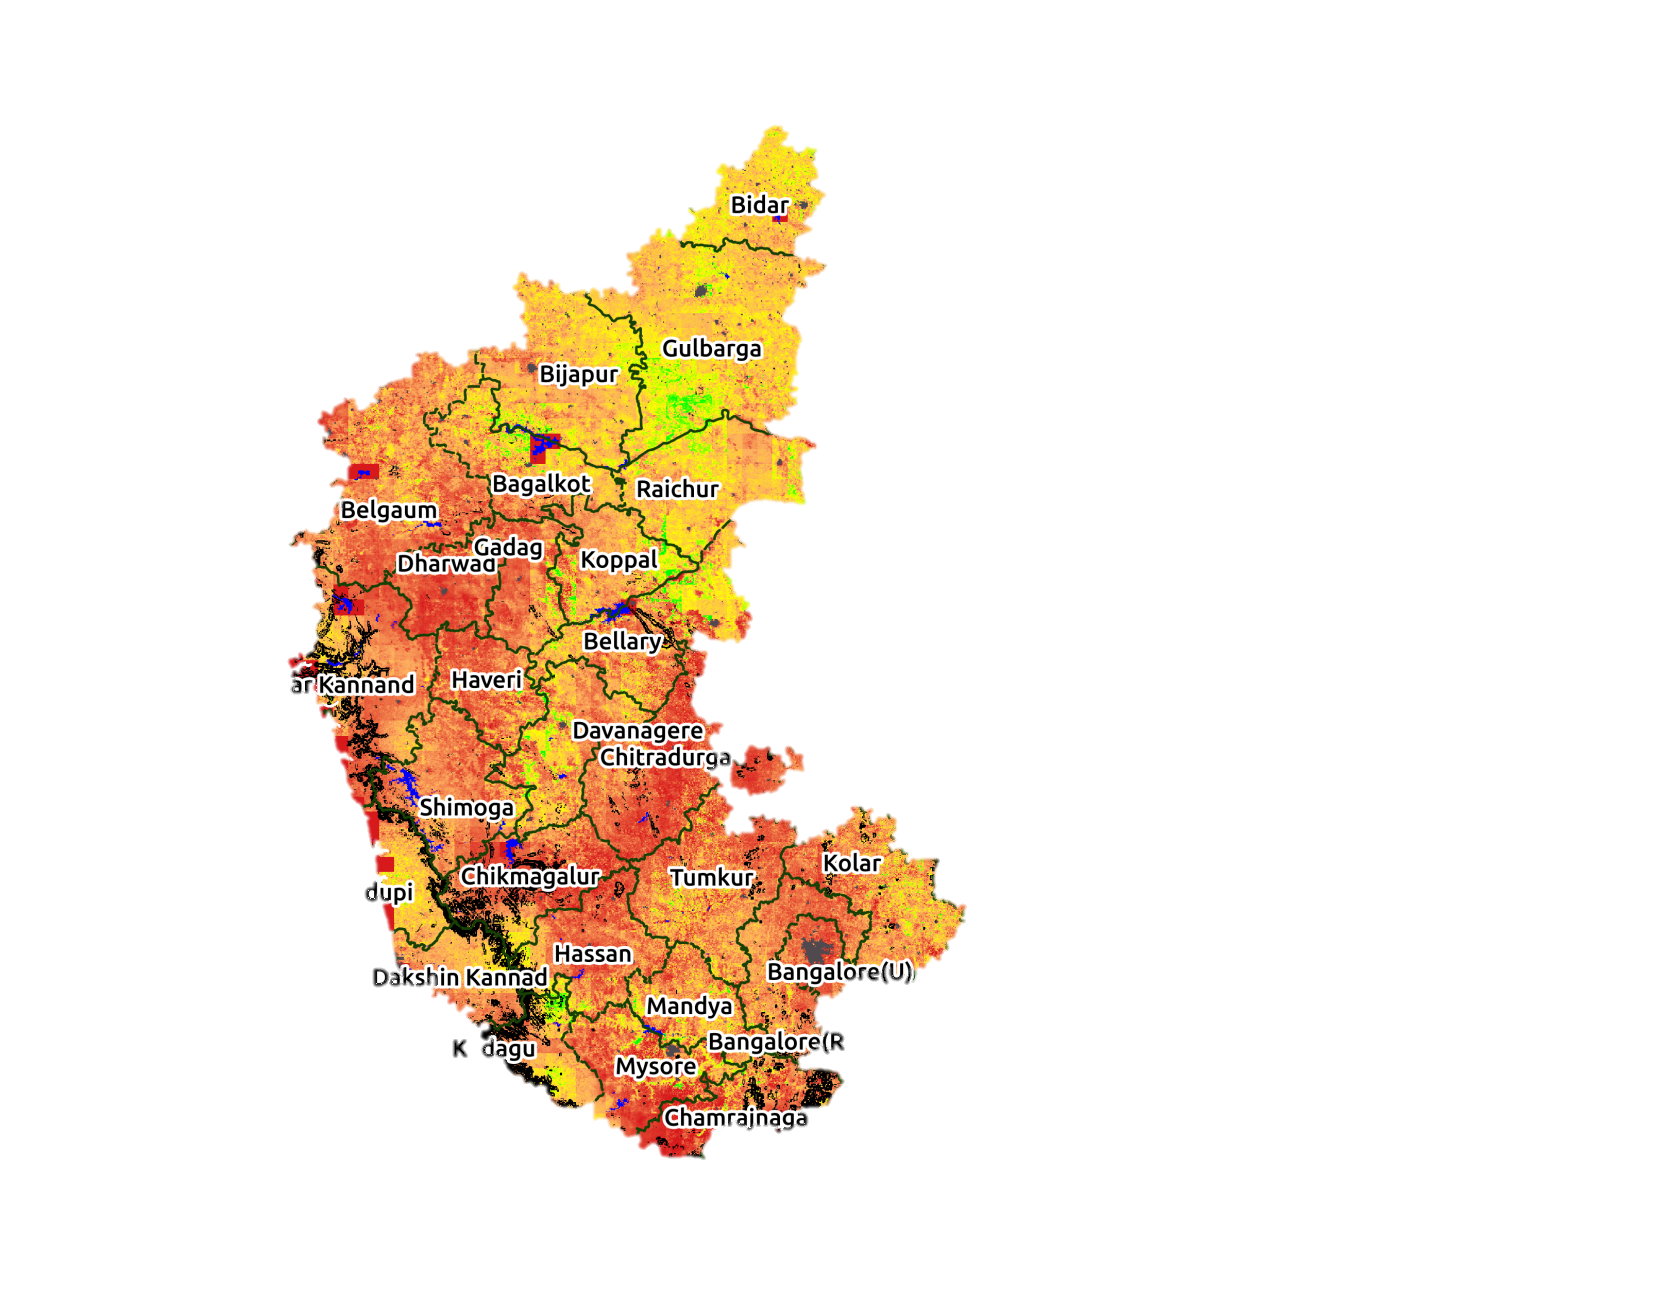 Bidar
Gulbarga
Bijapur
Bagalkot
Raichur
Belgaum
Gadag
Dharwad
Koppal
Bellary
Haveri
ar Kannand
Davanagere
Chitradurga
Shimoga
Kolar
Chikmagalur
Tumkur
dupi
Hassan
Bangalore(U)
Dakshin Kannad
Mandya
Bangalore(R
K dagu
Mysore
Chamrajnaga